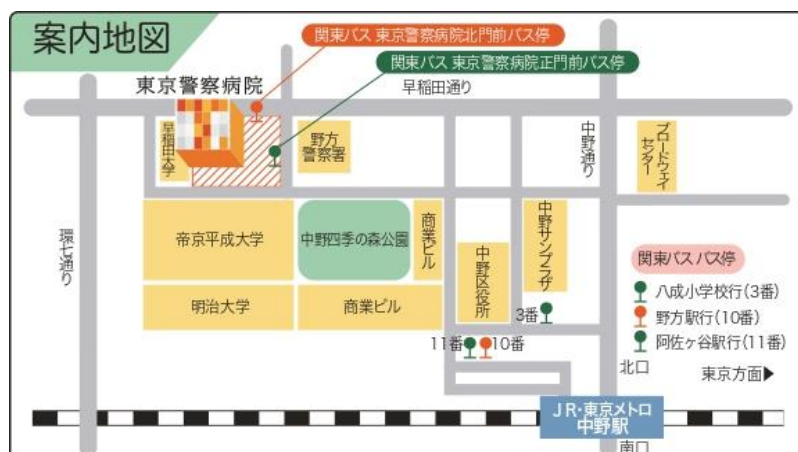 案内地図
関東バス 東京警察病院北門前バス停
関東バス 東京警察病院正門前バス停
東京警察病院
早稲田通り
早稲田大学
野方
警察署
中野通り
ブロードウェイ
センター
環七通り
帝京平成大学
中野四季の森公園
商業ビル
中野区役所
中野サンプラザ
明治大学
商業ビル
3番
11番
10番
関東バス バス停
八成小学校行(3番)
野方駅行(10番)
阿佐ヶ谷駅行(11番)
北口
東京方面▶
JR・東京メトロ
中野駅
南口